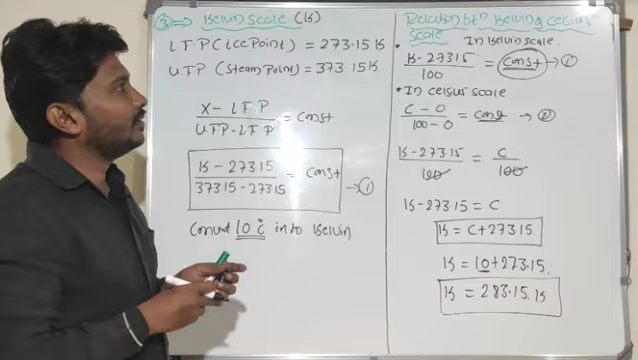 ③ ⇒ Kelvin scale (K)
L.F.P (Ice Point) = 273.15 K
U.F.P (Steam Point) = 373.15K
X - LFP
UFP - LFP = const
K - 273.15
373.15 - 273.15 = const → ①
Convert 10°C into Kelvin
Relation btn Kelvin & Celsius
scale
In Kelvin scale.
K - 273.15
100 = const → ①
• In celsius scale
C - 0
100 - 0 = const → ②
K - 273.15 = C
100 100
K - 273.15 = C
K = C + 273.15
K = 10 + 273.15
K = 283.15 K